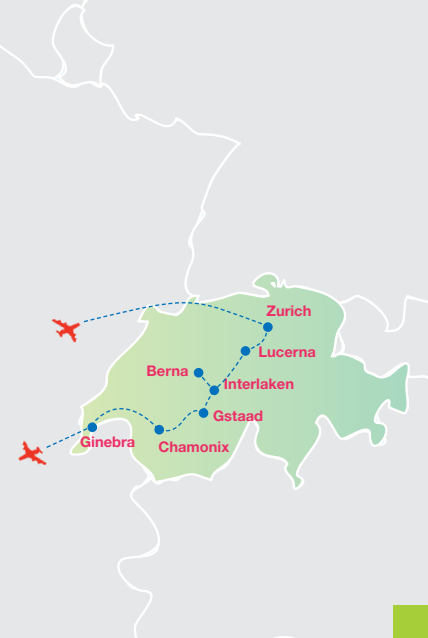 Zurich
Lucerna
Berna
Interlaken
Gstaad
Ginebra
Chamonix